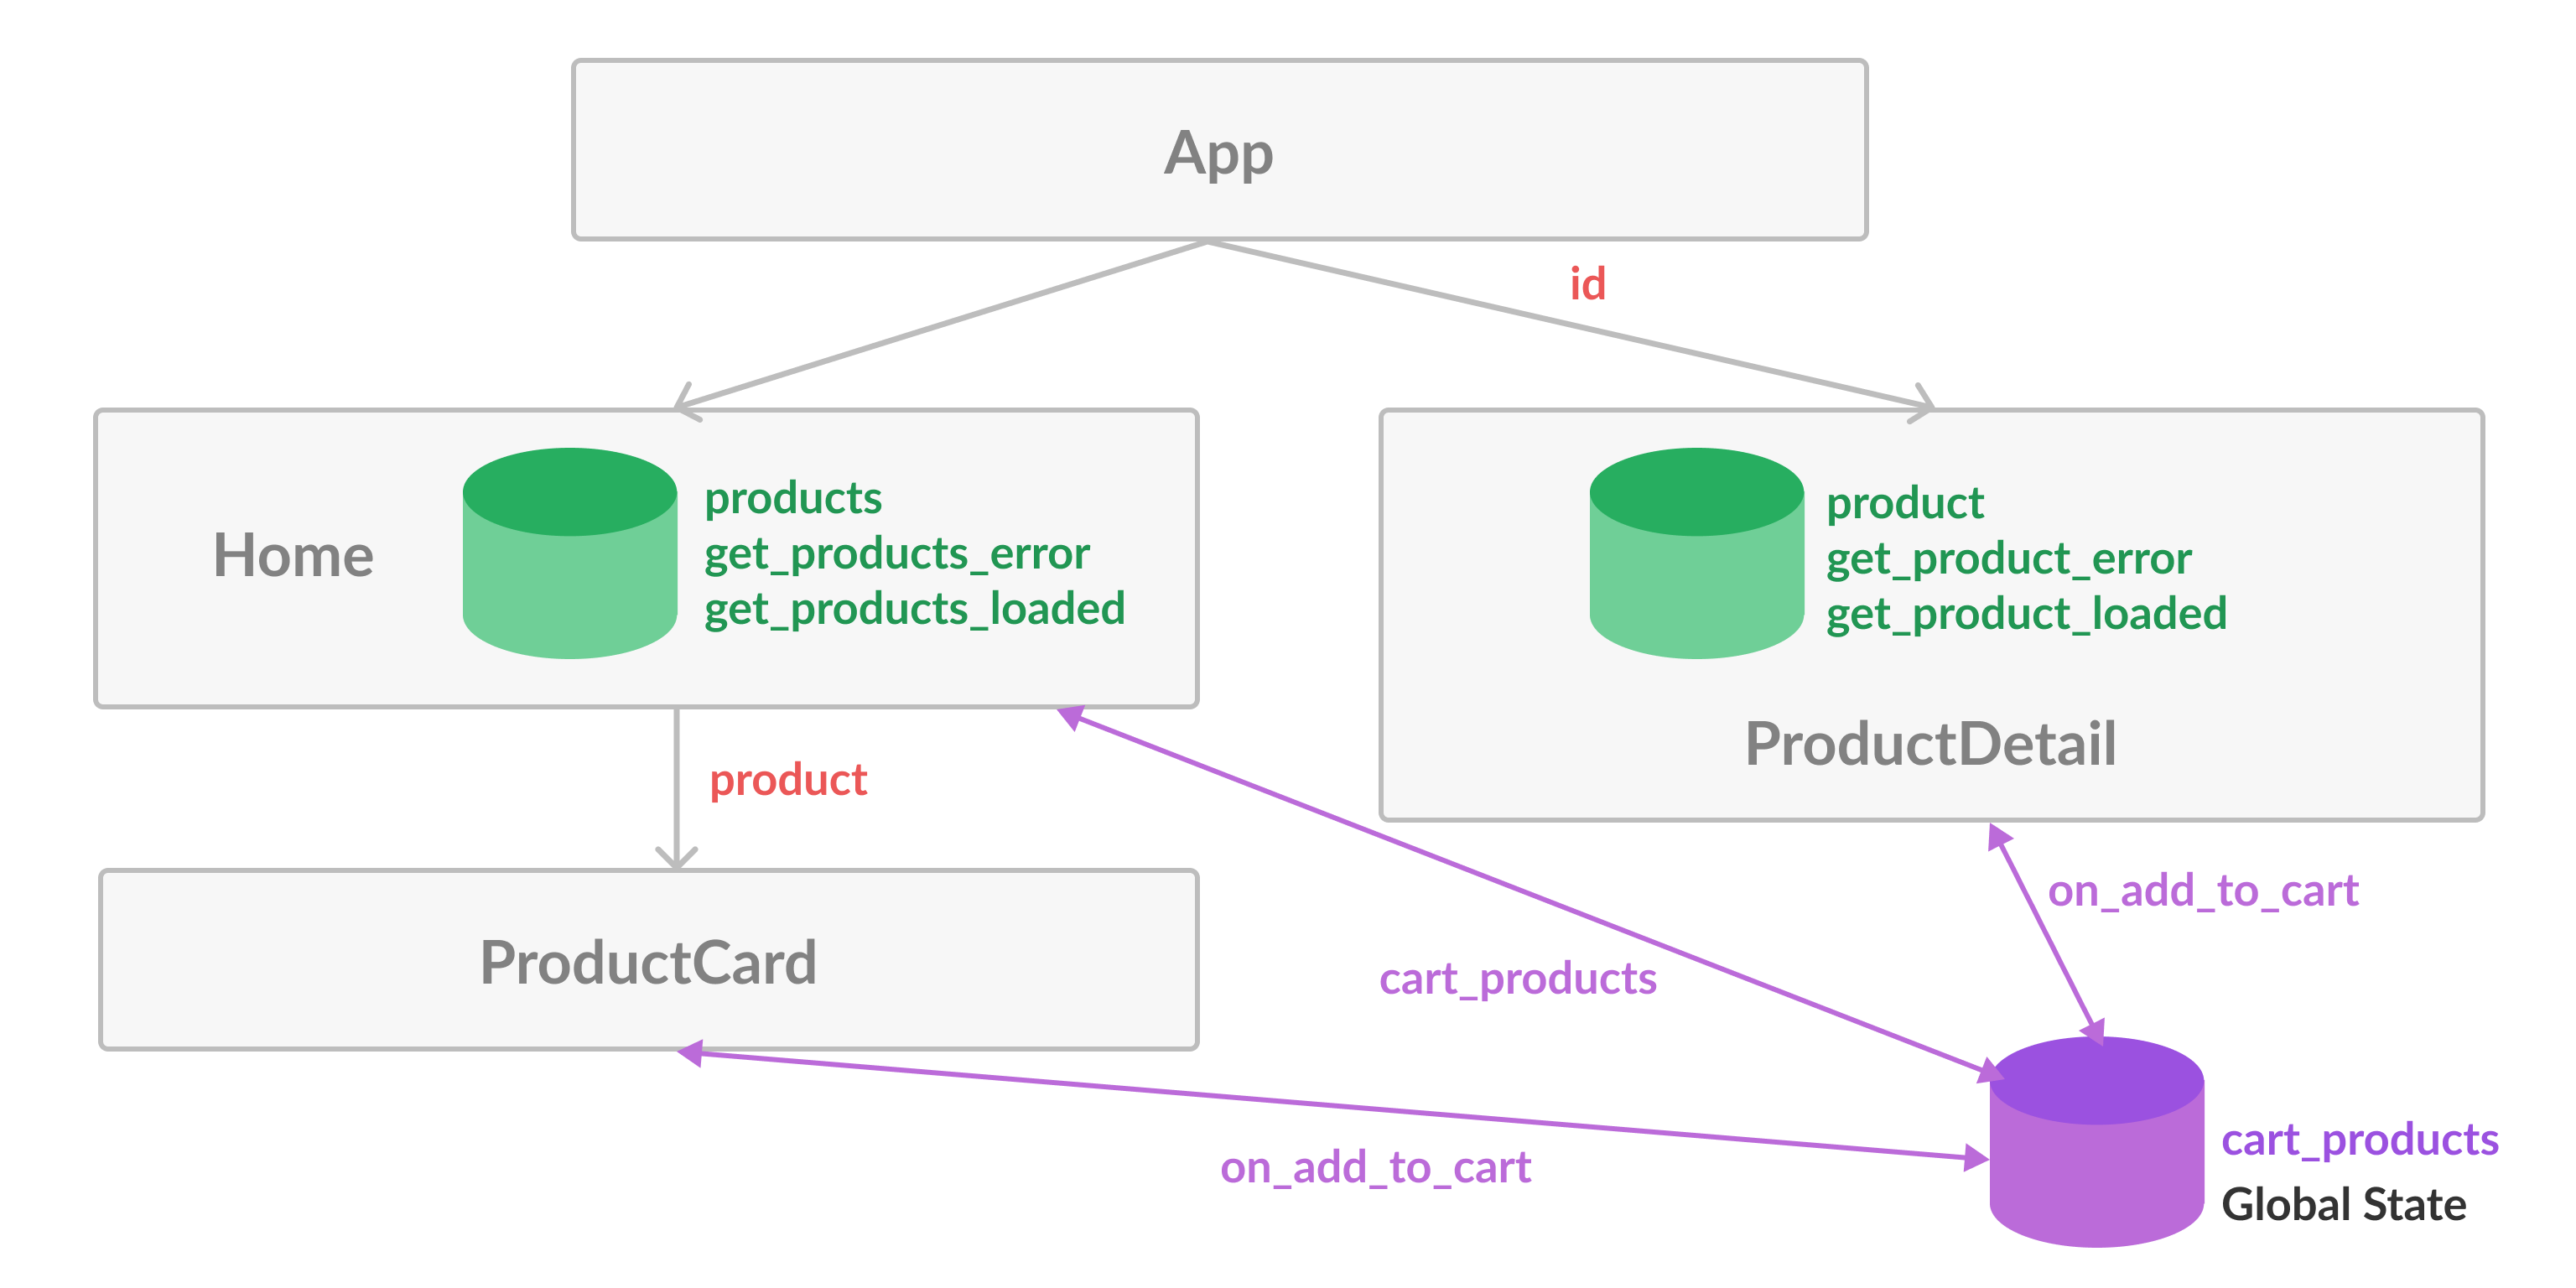 App
id
Home
products
get_products_error
get_products_loaded
product
get_product_error
get_product_loaded
ProductDetail
product
ProductCard
on_add_to_cart
cart_products
on_add_to_cart
cart_products
Global State